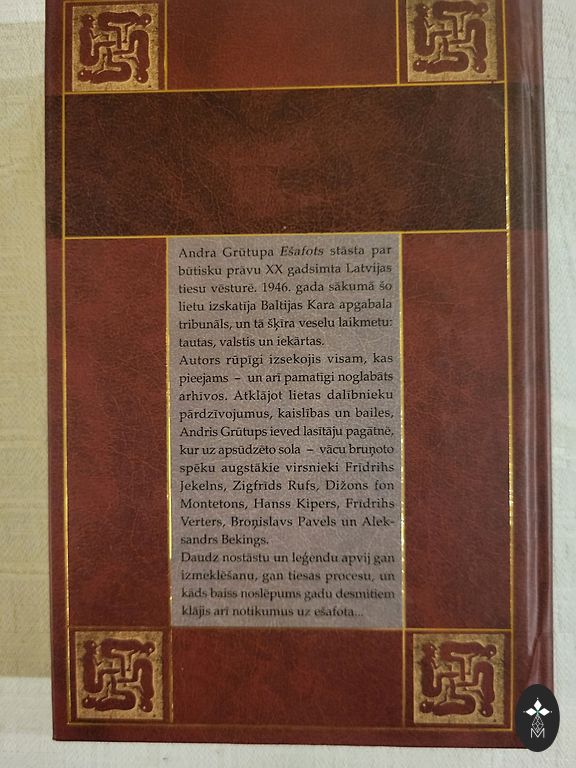 Andra Grūtupa Ešafots stāsta par
būtisku prāvu XX gadsimta Latvijas
tiesu vēsturē. 1946. gada sākumā šo
lietu izskatīja Baltijas Kara apgabala
tribunāls, un tā šķīra veselu laikmetu:
tautas, valstis un iekārtas.
Autors rūpīgi izsekojis visam, kas
pieejams – un arī pamatīgi noglabāts
arhīvos. Atklājot lietas dalībnieku
pārdzīvojumus, kaislības un bailes,
Andris Grūtups ieved lasītāju pagātnē,
kur uz apsūdzēto sola – vācu bruņoto
spēku augstākie virsnieki Frīdrihs
Jekelns, Zigfrīds Rufs, Dižons fon
Montetons, Hanss Kipers, Frīdrihs
Verters, Broņislavs Pavels un Alek-
sandrs Bekings.
Daudz nostāstu un leģendu apvij gan
izmeklēšanu, gan tiesas procesu, un
kāds baiss noslēpums gadu desmitiem
klājis arī notikumus uz ešafota...
M